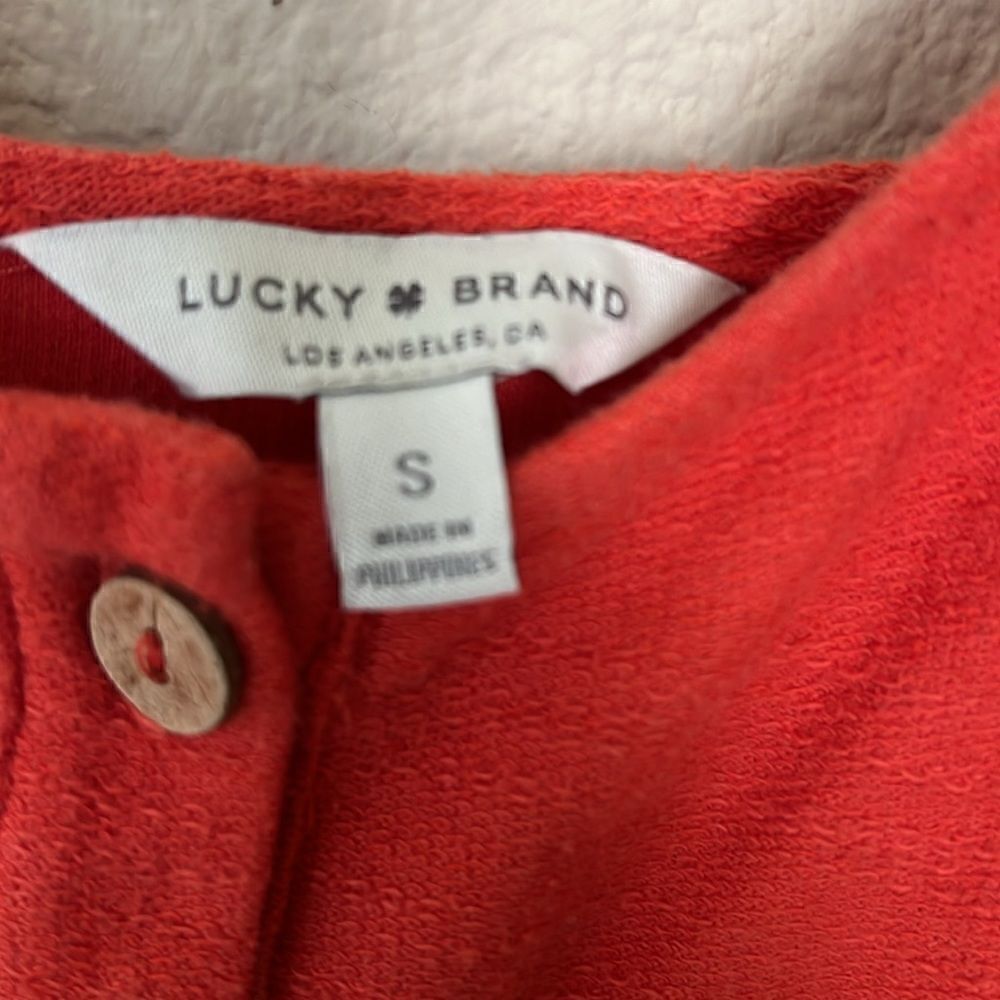 LUCKY BRAND
LOS ANGELES, CA
S
MADE IN
PHILIPPINES